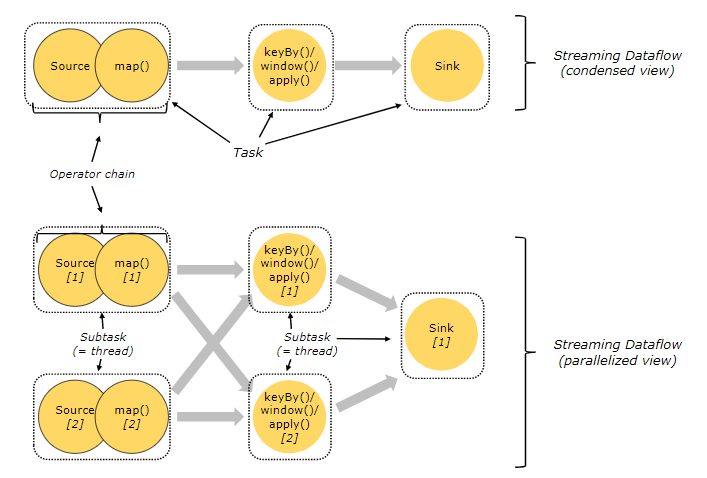 Source
map()
keyBy()/
window()/
apply()
Sink
Streaming Dataflow
(condensed view)
Task
Operator chain
Source
[1]
map()
[1]
keyBy()/
window()/
apply()
[1]
Sink
[1]
Subtask
(= thread)
Subtask
(= thread)
Streaming Dataflow
(parallelized view)
Source
[2]
map()
[2]
keyBy()/
window()/
apply()
[2]